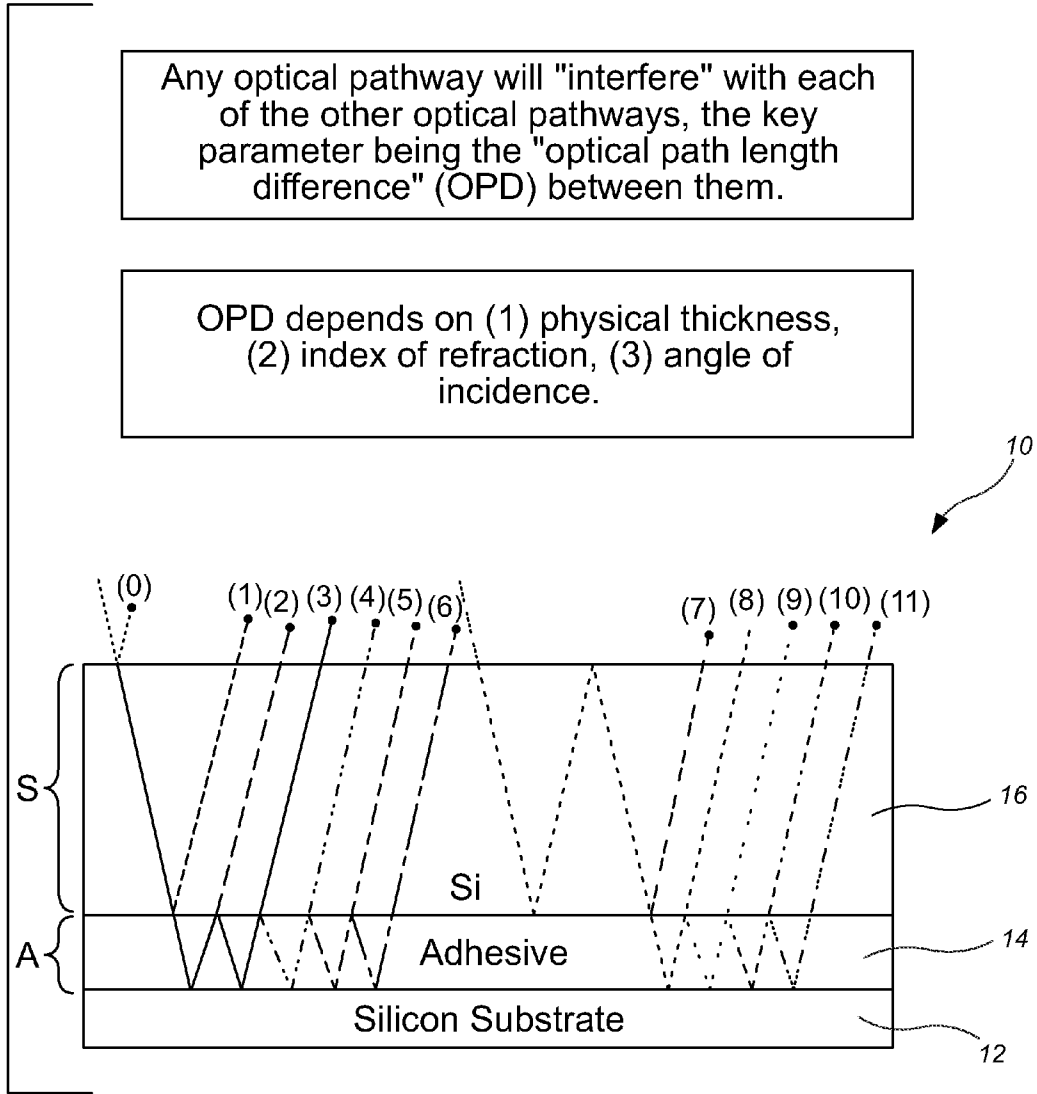 Any optical pathway will "interfere" with each
of the other optical pathways, the key
parameter being the "optical path length
difference" (OPD) between them.
OPD depends on (1) physical thickness,
(2) index of refraction, (3) angle of
incidence.
10
(0) (1) (2) (3) (4) (5) (6) (7) (8) (9) (10) (11)
S
16
Si
A
Adhesive
14
Silicon Substrate
12